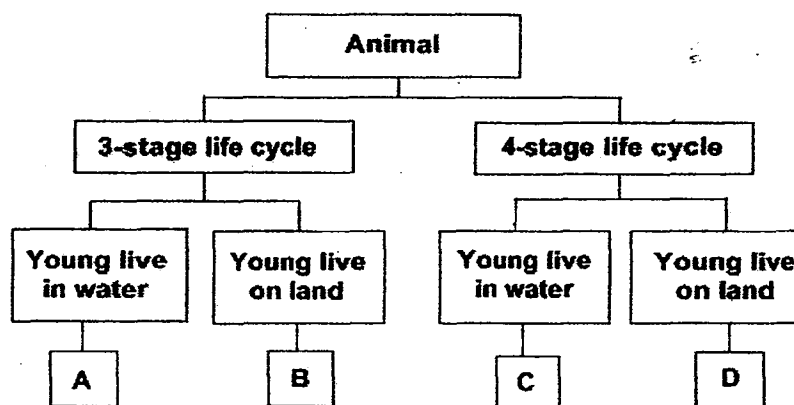 Animal
3-stage life cycle
4-stage life cycle
Young live
in water
Young live
on land
Young live
in water
Young live
on land
A
B
C
D